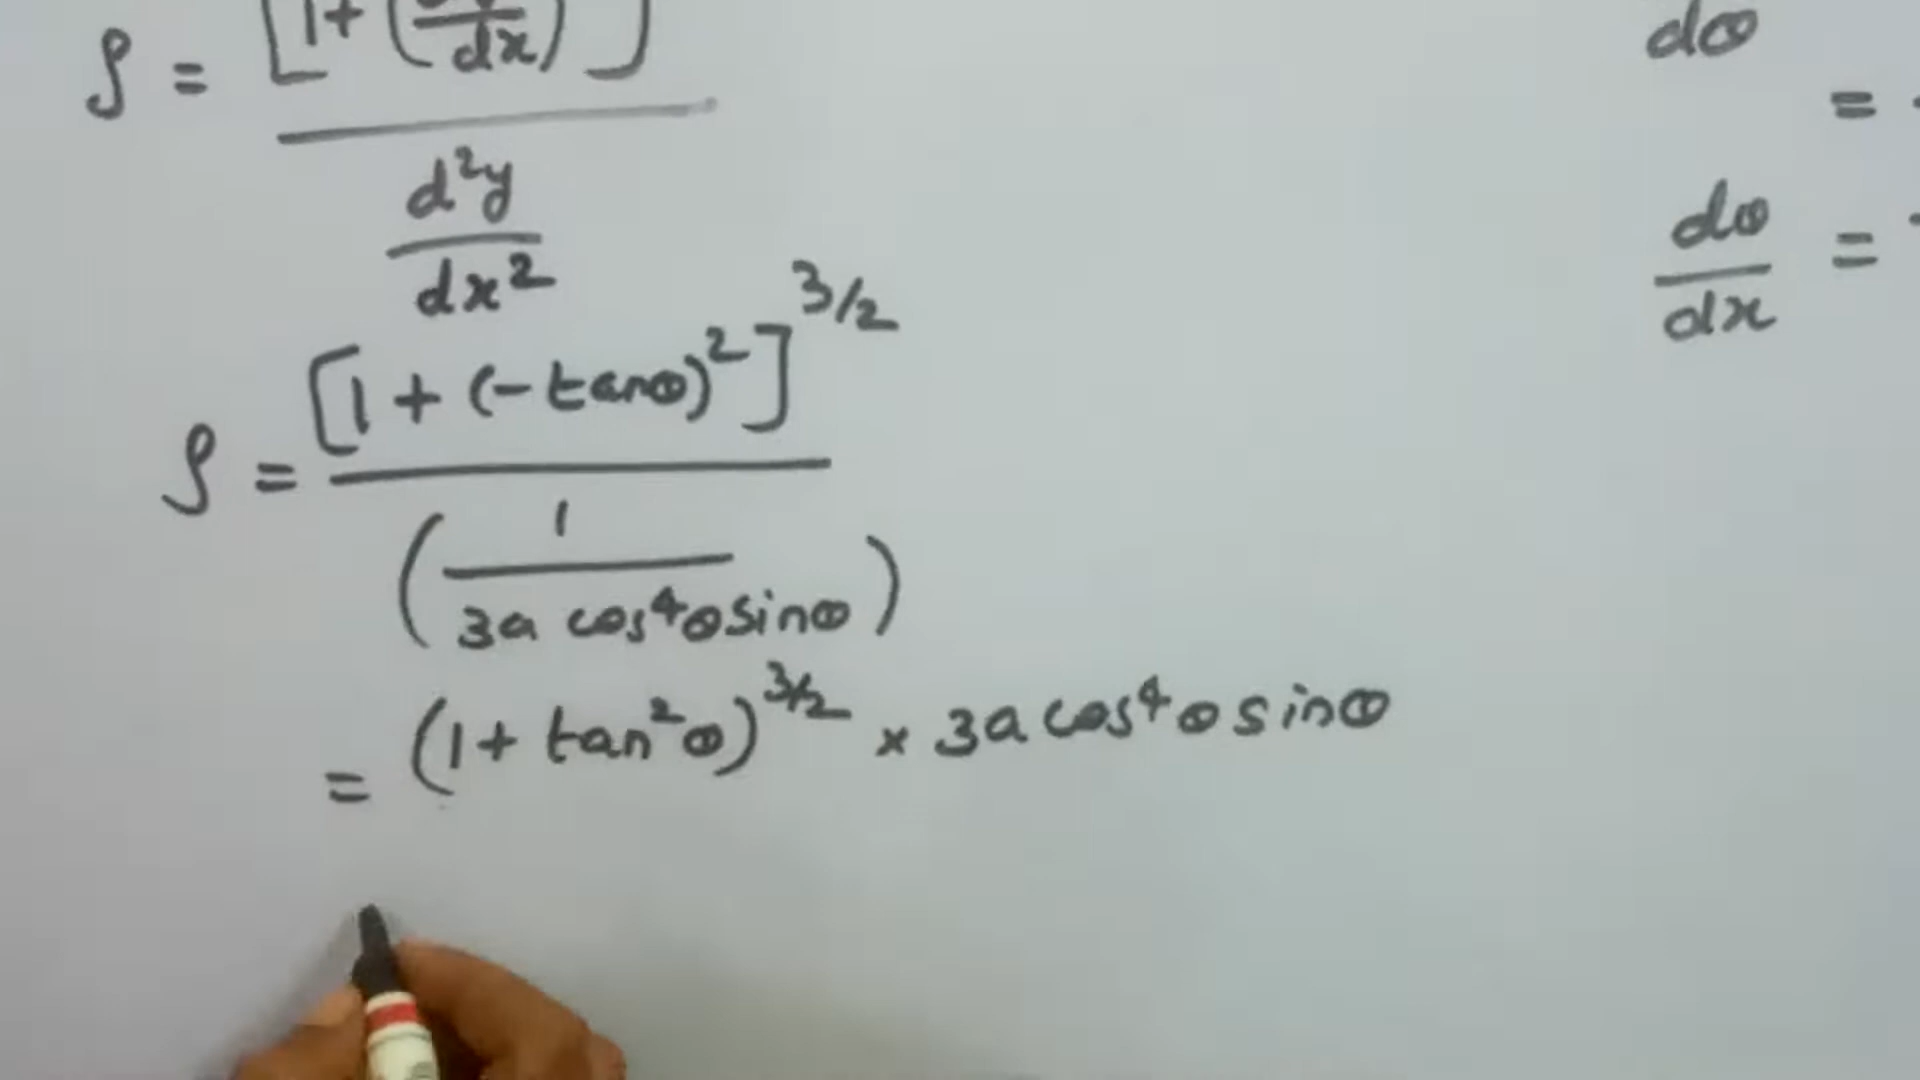 ρ = [1 + (dy/dx)]
d²y/dx²
ρ = [1 + (-tanθ)²]^3/2
(1/3a cos⁴θ sinθ)
= (1 + tan²θ)^3/2 × 3a cos⁴θ sinθ
dθ
=
dθ/dx =